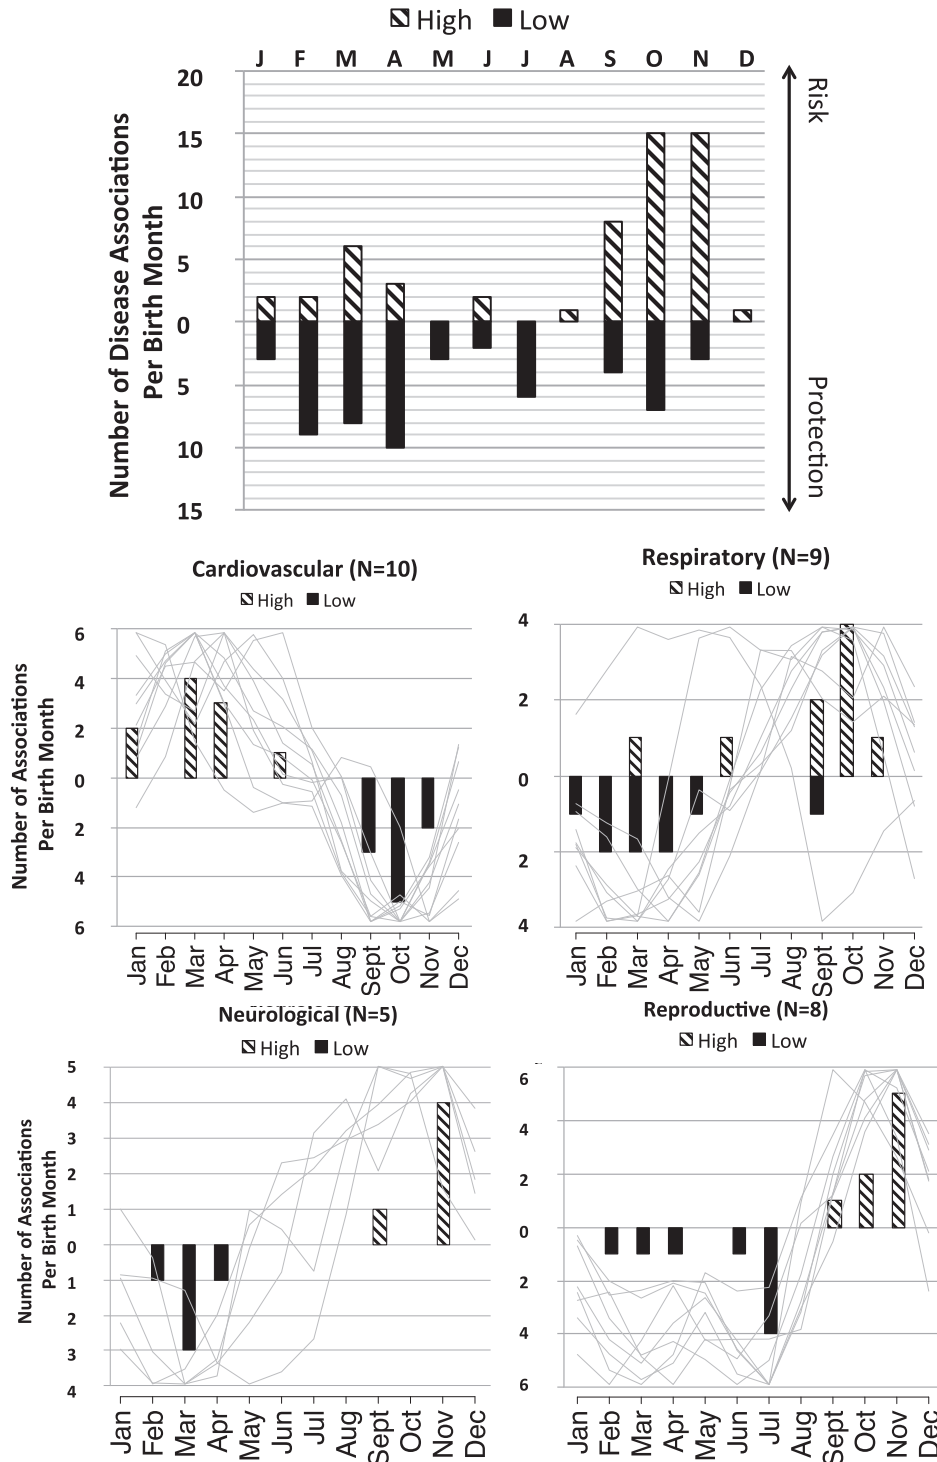 High Low
J F M A M J J A S O N D
20
15
10
5
0
5
10
15
Number of Disease Associations
Per Birth Month
Risk
Protection
Cardiovascular (N=10)
High Low
6
4
2
0
2
4
6
Number of Associations
Per Birth Month
Jan Feb Mar Apr May Jun Jul Aug Sept Oct Nov Dec
Respiratory (N=9)
High Low
4
2
0
2
4
Jan Feb Mar Apr May Jun Jul Aug Sept Oct Nov Dec
Neurological (N=5)
High Low
5
4
3
2
1
0
1
2
3
4
Number of Associations
Per Birth Month
Jan Feb Mar Apr May Jun Jul Aug Sept Oct Nov Dec
Reproductive (N=8)
High Low
6
4
2
0
2
4
6
Jan Feb Mar Apr May Jun Jul Aug Sept Oct Nov Dec